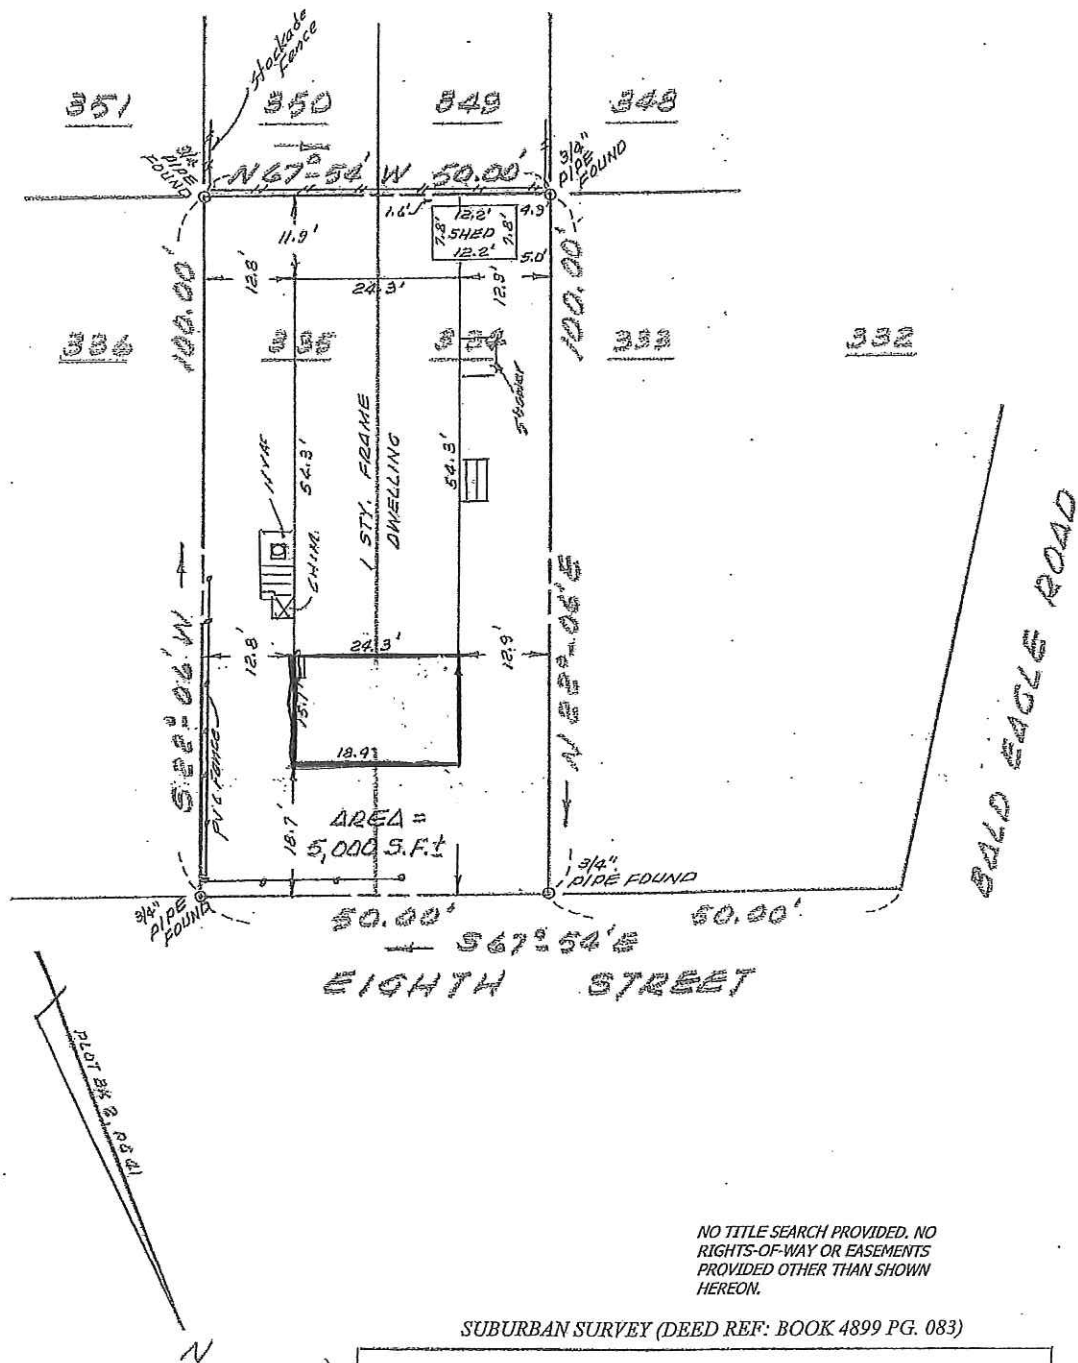 Stockade
Fence
351
350
349
348
3/4"
PIPE
FOUND
N 67° 54' W 50.00'
3/4"
PIPE FOUND
11.9'
1.6'
12.2'
4.9'
7.8'
SHED
7.8'
12.2'
5.0'
100.00'
12.8'
24.3'
12.9'
100.00'
336
335
334
333
332
Shower
1 STY. FRAME
DWELLING
54.3'
54.3'
HVAC
CHIM.
BALD EAGLE ROAD
S 22° 06' W
N 22° 06' E
12.8'
24.3'
12.9'
PVC Fence
18.9'
18.7'
AREA =
5,000 S.F.±
3/4"
PIPE FOUND
3/4"
PIPE
FOUND
50.00'
50.00'
S 67° 54' E
EIGHTH STREET
PLOT BK 2, PG 41
N
NO TITLE SEARCH PROVIDED. NO
RIGHTS-OF-WAY OR EASEMENTS
PROVIDED OTHER THAN SHOWN
HEREON.
SUBURBAN SURVEY (DEED REF: BOOK 4899 PG. 083)